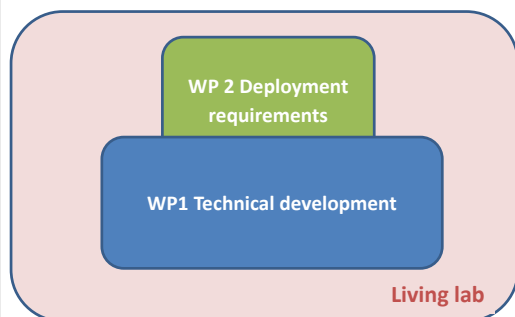 WP 2 Deployment
requirements
WP1 Technical development
Living lab